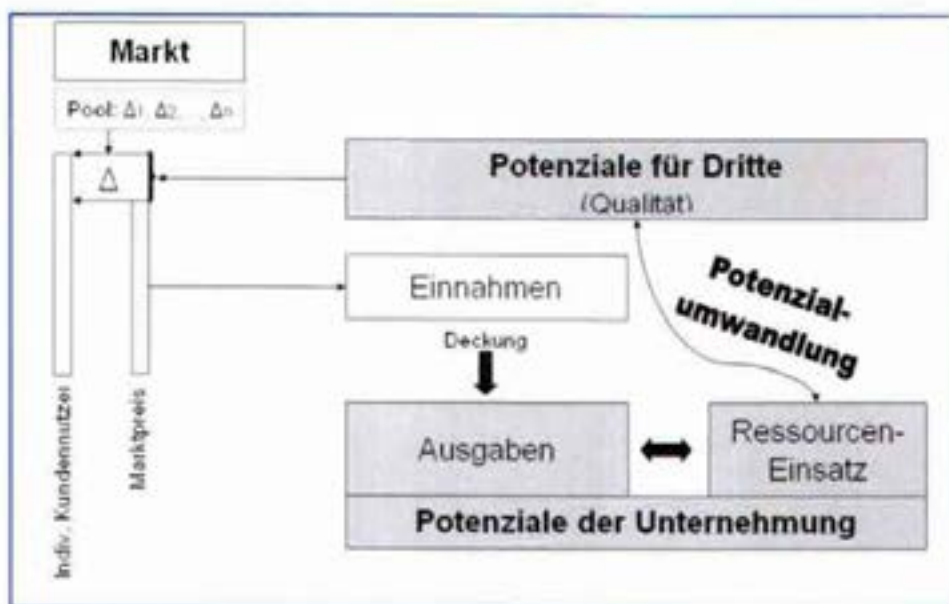 Markt
Pool: Δ1, Δ2, ... , Δn
Δ
Potenziale für Dritte
(Qualität)
Einnahmen
Potenzial-
umwandlung
Deckung
Ausgaben
Ressourcen-
Einsatz
Potenziale der Unternehmung
Indiv. Kundennutzen
Marktpreis